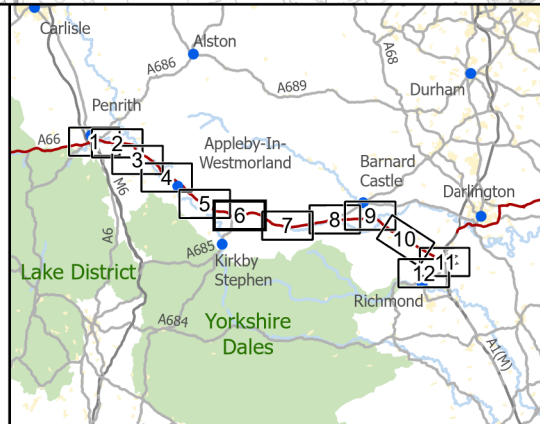 Carlisle
Alston
A68
A686
A689
Durham
Penrith
A66
1
2
3
4
5
6
7
8
9
10
11
12
Appleby-In-
Westmorland
Barnard
Castle
Darlington
M6
A6
A685
Kirkby
Stephen
Lake District
Richmond
A684
Yorkshire
Dales
A1(M)